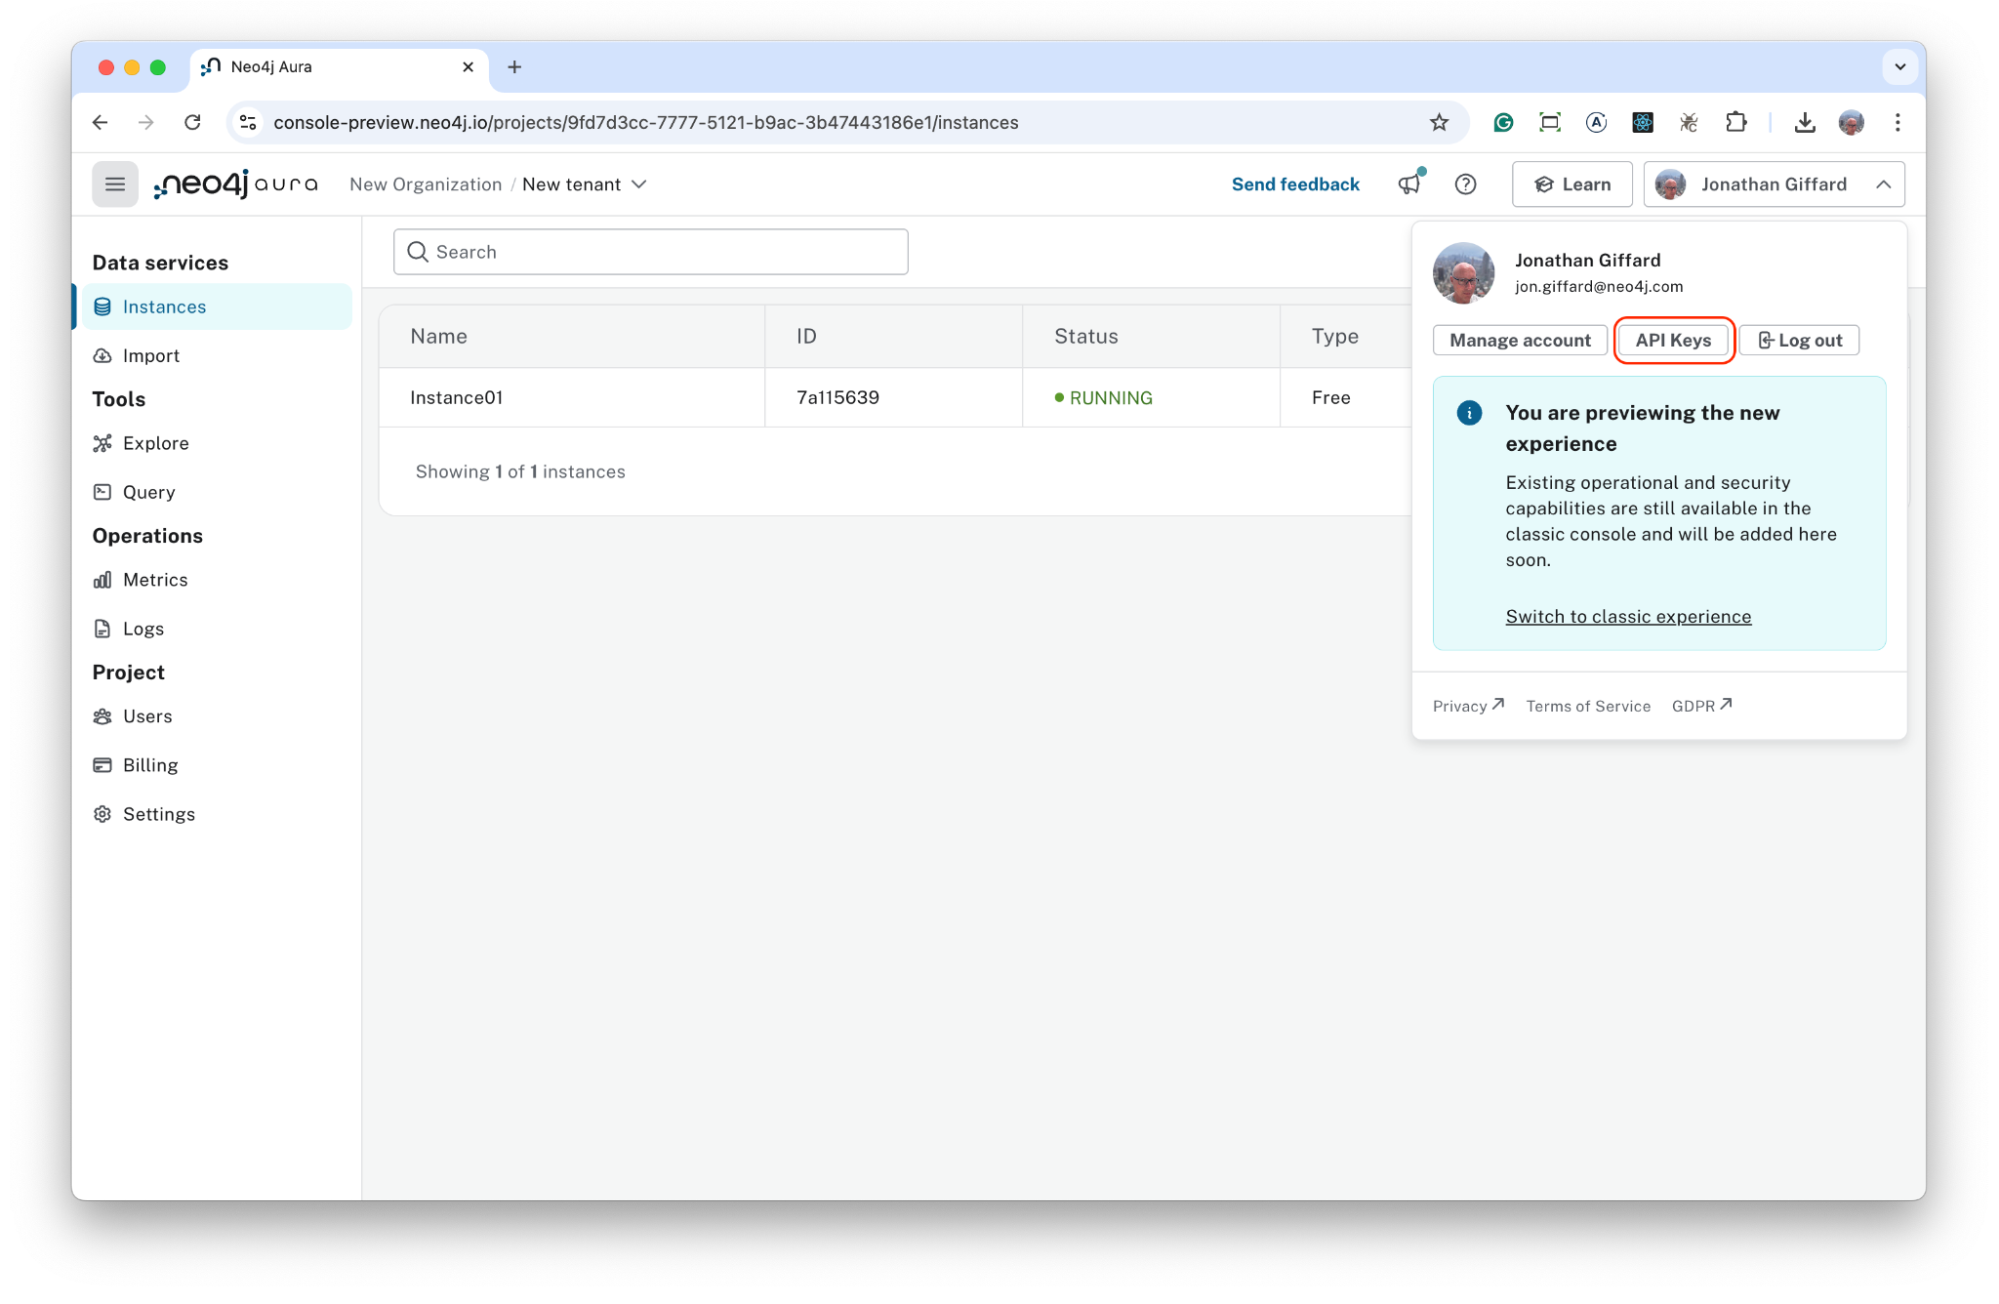 Neo4j Aura
console-preview.neo4j.io/projects/9fd7d3cc-7777-5121-b9ac-3b47443186e1/instances
neo4j aura
New Organization / New tenant
Send feedback
Learn
Jonathan Giffard
Data services
Instances
Import
Tools
Explore
Query
Operations
Metrics
Logs
Project
Users
Billing
Settings
Search
Name ID Status Type
Instance01 7a115639 RUNNING Free
Showing 1 of 1 instances
Jonathan Giffard
jon.giffard@neo4j.com
Manage account API Keys Log out
You are previewing the new
experience
Existing operational and security
capabilities are still available in the
classic console and will be added here
soon.
Switch to classic experience
Privacy Terms of Service GDPR